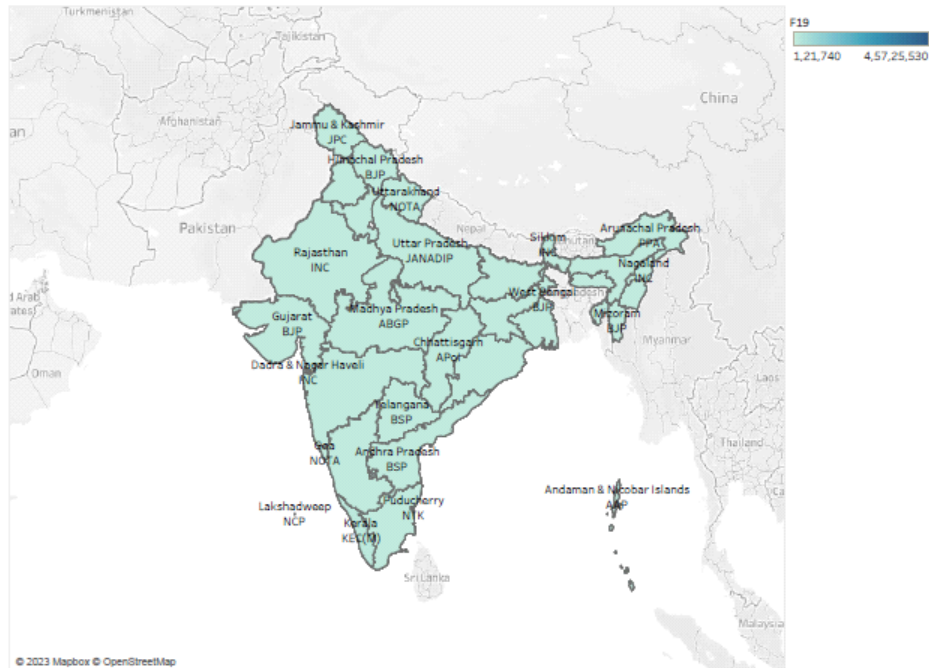 Turkmenistan
Tajikistan
China
Afghanistan
an
Jammu & Kashmir
JPC
Himachal Pradesh
BJP
Uttarakhand
NOTA
Pakistan
Nepal
Rajasthan
INC
Uttar Pradesh
JANADIP
Sikkim
INC
Bhutan
Arunachal Pradesh
PPA
Nagaland
West Bengal
BJP
Mizoram
BJP
Myanmar
Gujarat
BJP
Madhya Pradesh
ABGP
Chhattisgarh
APoI
Dadra & Nagar Haveli
INC
Oman
Laos
Telangana
BSP
Goa
NOTA
Andhra Pradesh
BSP
Thailand
Lakshadweep
NCP
Kerala
KEC(M)
Puducherry
NTK
Andaman & Nicobar Islands
AAP
Sri Lanka
Malaysia
© 2023 Mapbox © OpenStreetMap
F19
1,21,740 4,57,25,530